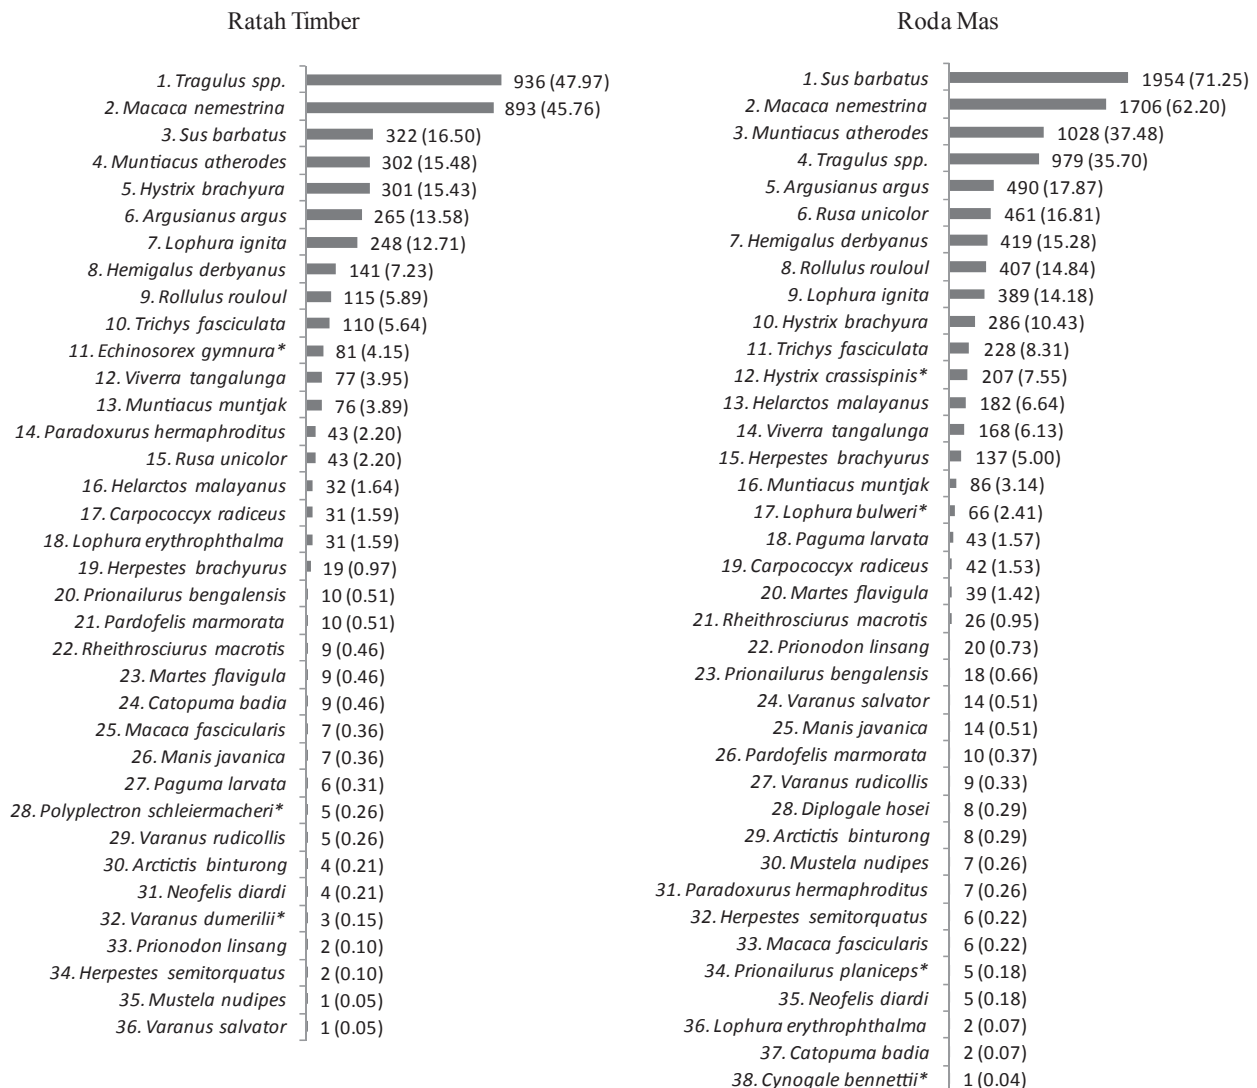 Ratah Timber
1. Tragulus spp. 936 (47.97)
2. Macaca nemestrina 893 (45.76)
3. Sus barbatus 322 (16.50)
4. Muntiacus atherodes 302 (15.48)
5. Hystrix brachyura 301 (15.43)
6. Argusianus argus 265 (13.58)
7. Lophura ignita 248 (12.71)
8. Hemigalus derbyanus 141 (7.23)
9. Rollulus rouloul 115 (5.89)
10. Trichys fasciculata 110 (5.64)
11. Echinosorex gymnura* 81 (4.15)
12. Viverra tangalunga 77 (3.95)
13. Muntiacus muntjak 76 (3.89)
14. Paradoxurus hermaphroditus 43 (2.20)
15. Rusa unicolor 43 (2.20)
16. Helarctos malayanus 32 (1.64)
17. Carpococcyx radiceus 31 (1.59)
18. Lophura erythrophthalma 31 (1.59)
19. Herpestes brachyurus 19 (0.97)
20. Prionailurus bengalensis 10 (0.51)
21. Pardofelis marmorata 10 (0.51)
22. Rheithrosciurus macrotis 9 (0.46)
23. Martes flavigula 9 (0.46)
24. Catopuma badia 9 (0.46)
25. Macaca fascicularis 7 (0.36)
26. Manis javanica 7 (0.36)
27. Paguma larvata 6 (0.31)
28. Polyplectron schleiermacheri* 5 (0.26)
29. Varanus rudicollis 5 (0.26)
30. Arctictis binturong 4 (0.21)
31. Neofelis diardi 4 (0.21)
32. Varanus dumerilii* 3 (0.15)
33. Prionodon linsang 2 (0.10)
34. Herpestes semitorquatus 2 (0.10)
35. Mustela nudipes 1 (0.05)
36. Varanus salvator 1 (0.05)
Roda Mas
1. Sus barbatus 1954 (71.25)
2. Macaca nemestrina 1706 (62.20)
3. Muntiacus atherodes 1028 (37.48)
4. Tragulus spp. 979 (35.70)
5. Argusianus argus 490 (17.87)
6. Rusa unicolor 461 (16.81)
7. Hemigalus derbyanus 419 (15.28)
8. Rollulus rouloul 407 (14.84)
9. Lophura ignita 389 (14.18)
10. Hystrix brachyura 286 (10.43)
11. Trichys fasciculata 228 (8.31)
12. Hystrix crassispinis* 207 (7.55)
13. Helarctos malayanus 182 (6.64)
14. Viverra tangalunga 168 (6.13)
15. Herpestes brachyurus 137 (5.00)
16. Muntiacus muntjak 86 (3.14)
17. Lophura bulweri* 66 (2.41)
18. Paguma larvata 43 (1.57)
19. Carpococcyx radiceus 42 (1.53)
20. Martes flavigula 39 (1.42)
21. Rheithrosciurus macrotis 26 (0.95)
22. Prionodon linsang 20 (0.73)
23. Prionailurus bengalensis 18 (0.66)
24. Varanus salvator 14 (0.51)
25. Manis javanica 14 (0.51)
26. Pardofelis marmorata 10 (0.37)
27. Varanus rudicollis 9 (0.33)
28. Diplogale hosei 8 (0.29)
29. Arctictis binturong 8 (0.29)
30. Mustela nudipes 7 (0.26)
31. Paradoxurus hermaphroditus 7 (0.26)
32. Herpestes semitorquatus 6 (0.22)
33. Macaca fascicularis 6 (0.22)
34. Prionailurus planiceps* 5 (0.18)
35. Neofelis diardi 5 (0.18)
36. Lophura erythrophthalma 2 (0.07)
37. Catopuma badia 2 (0.07)
38. Cynogale bennettii* 1 (0.04)